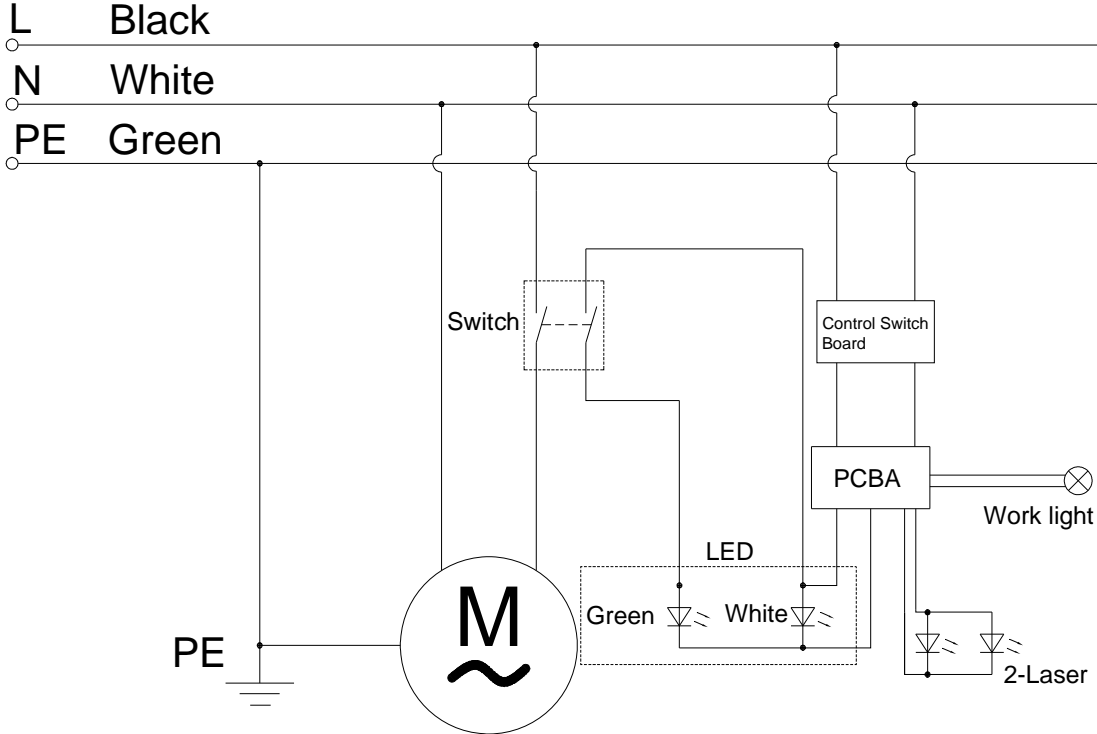 L Black
N White
PE Green
Switch
Control Switch
Board
PCBA
Work light
LED
M
Green
White
PE
2-Laser